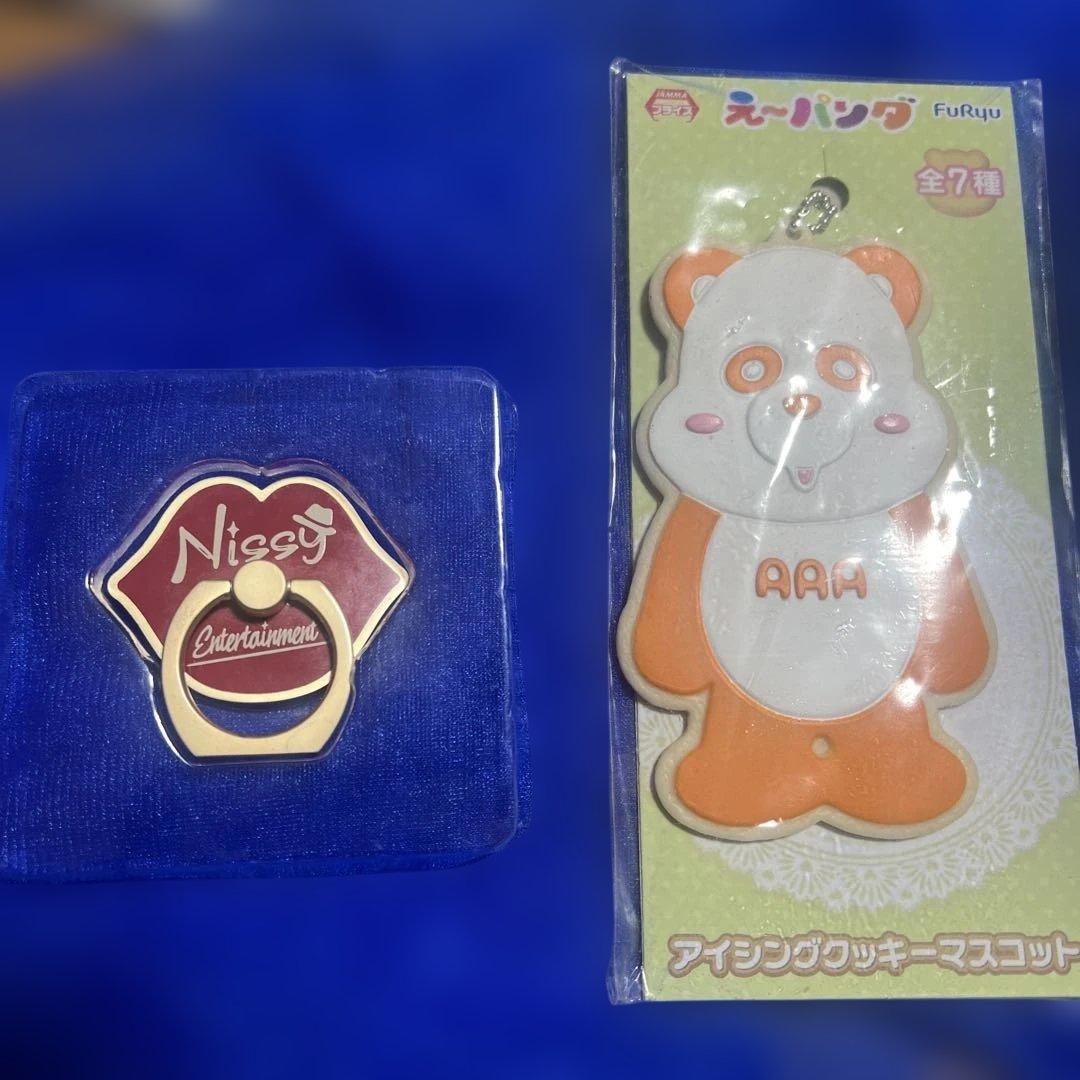 Nissy
Entertainment
JAMMA
プライズ
え〜パンダ
FuRyu
全7種
AAA
アイシングクッキーマスコット